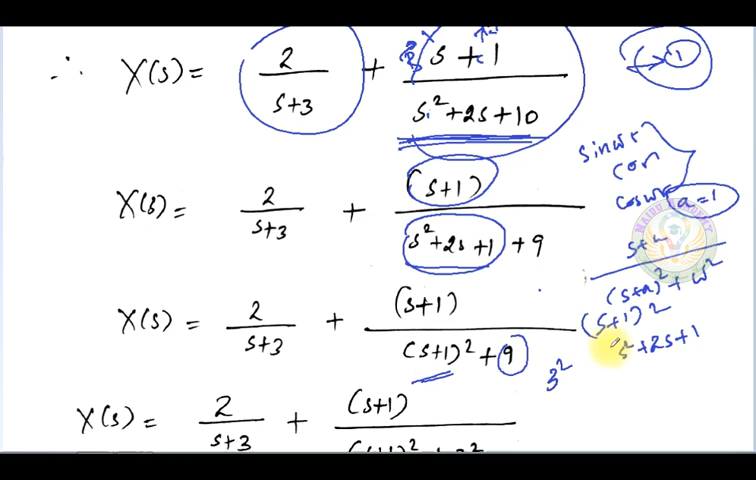 ∴ X(s) = 2/(s+3) + (s+1)/(s²+2s+10) → 1
sinωt
cosωt a=1
X(s) = 2/(s+3) + (s+1)/(s²+2s+1 + 9)
(s+a)² + ω²
(s+1)²
s²+2s+1
X(s) = 2/(s+3) + (s+1)/((s+1)² + 9)
3²
X(s) = 2/(s+3) + (s+1)